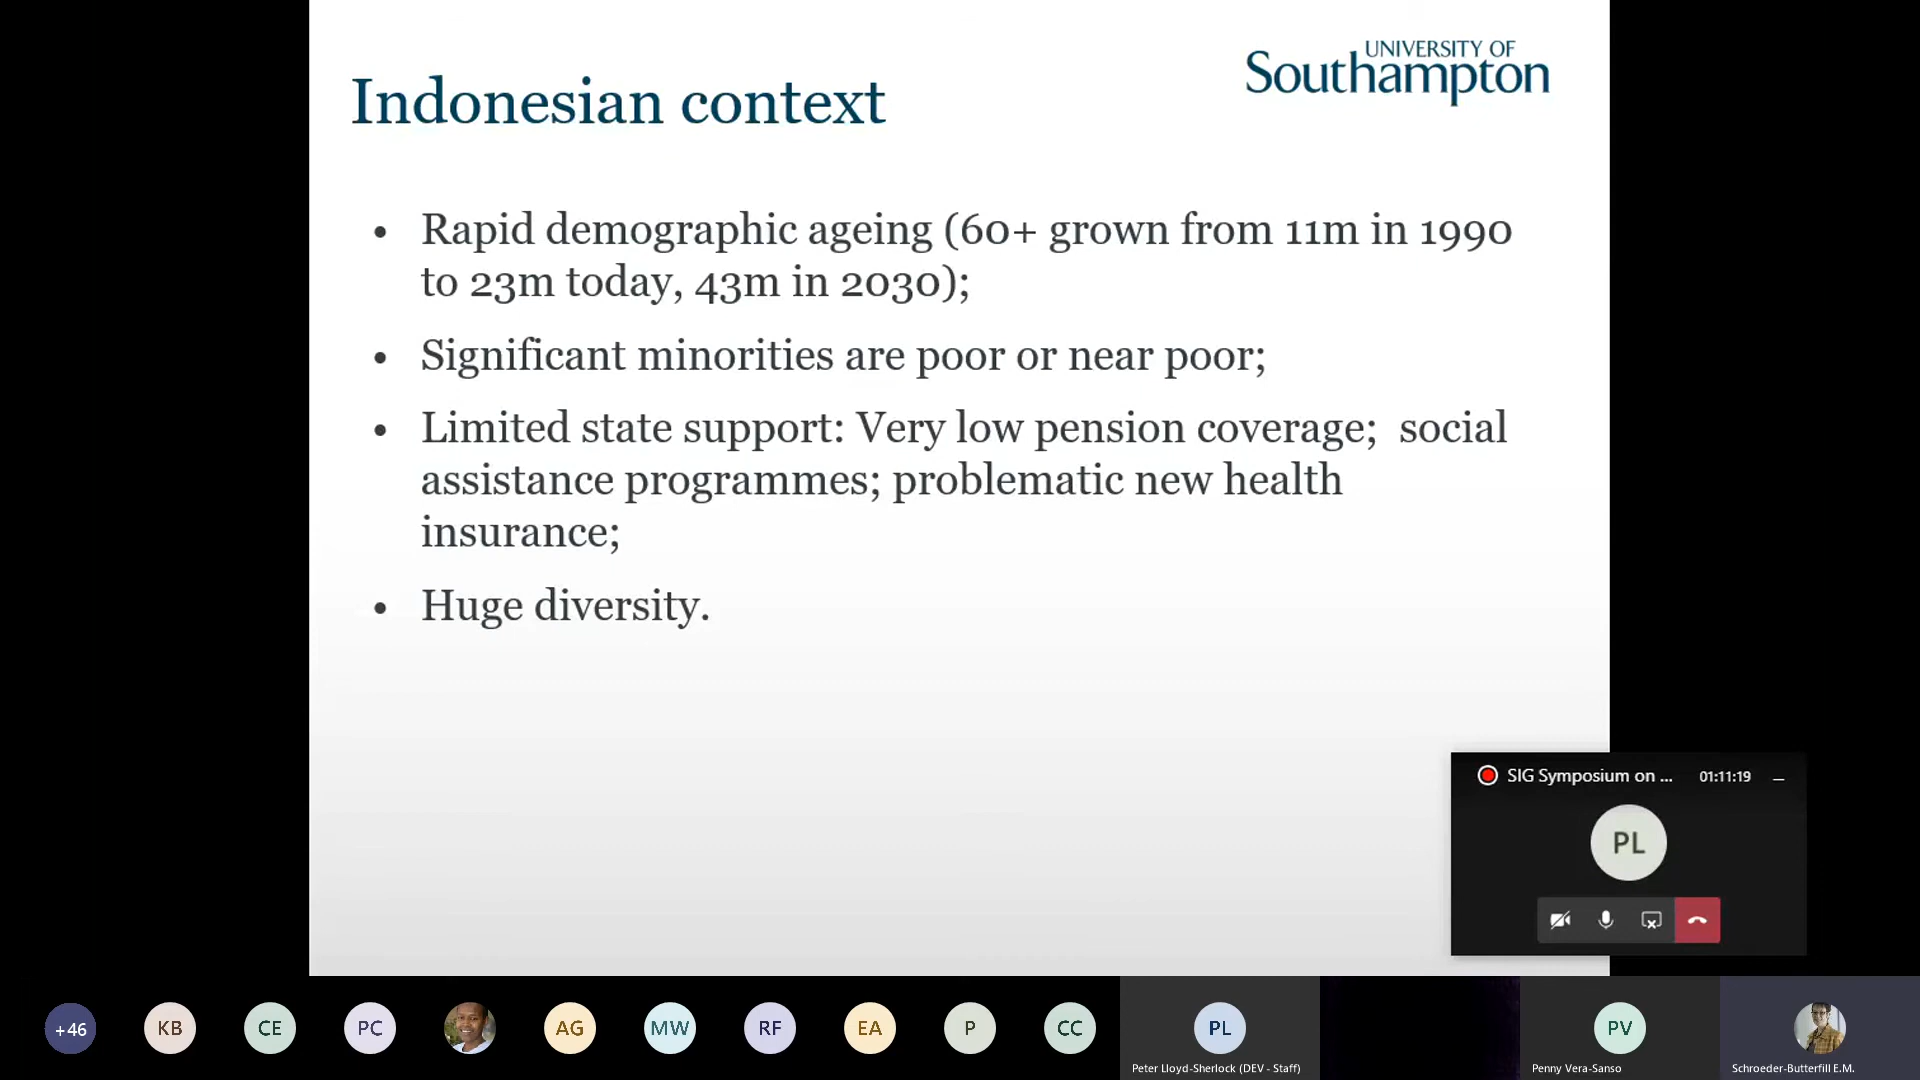 UNIVERSITY OF
Southampton
Indonesian context
• Rapid demographic ageing (60+ grown from 11m in 1990
to 23m today, 43m in 2030);
• Significant minorities are poor or near poor;
• Limited state support: Very low pension coverage;  social
assistance programmes; problematic new health
insurance;
• Huge diversity.
SIG Symposium on ... 01:11:19
PL
+46 KB CE PC AG MW RF EA P CC PL PV
Peter Lloyd-Sherlock (DEV - Staff) Penny Vera-Sanso Schroeder-Butterfill E.M.